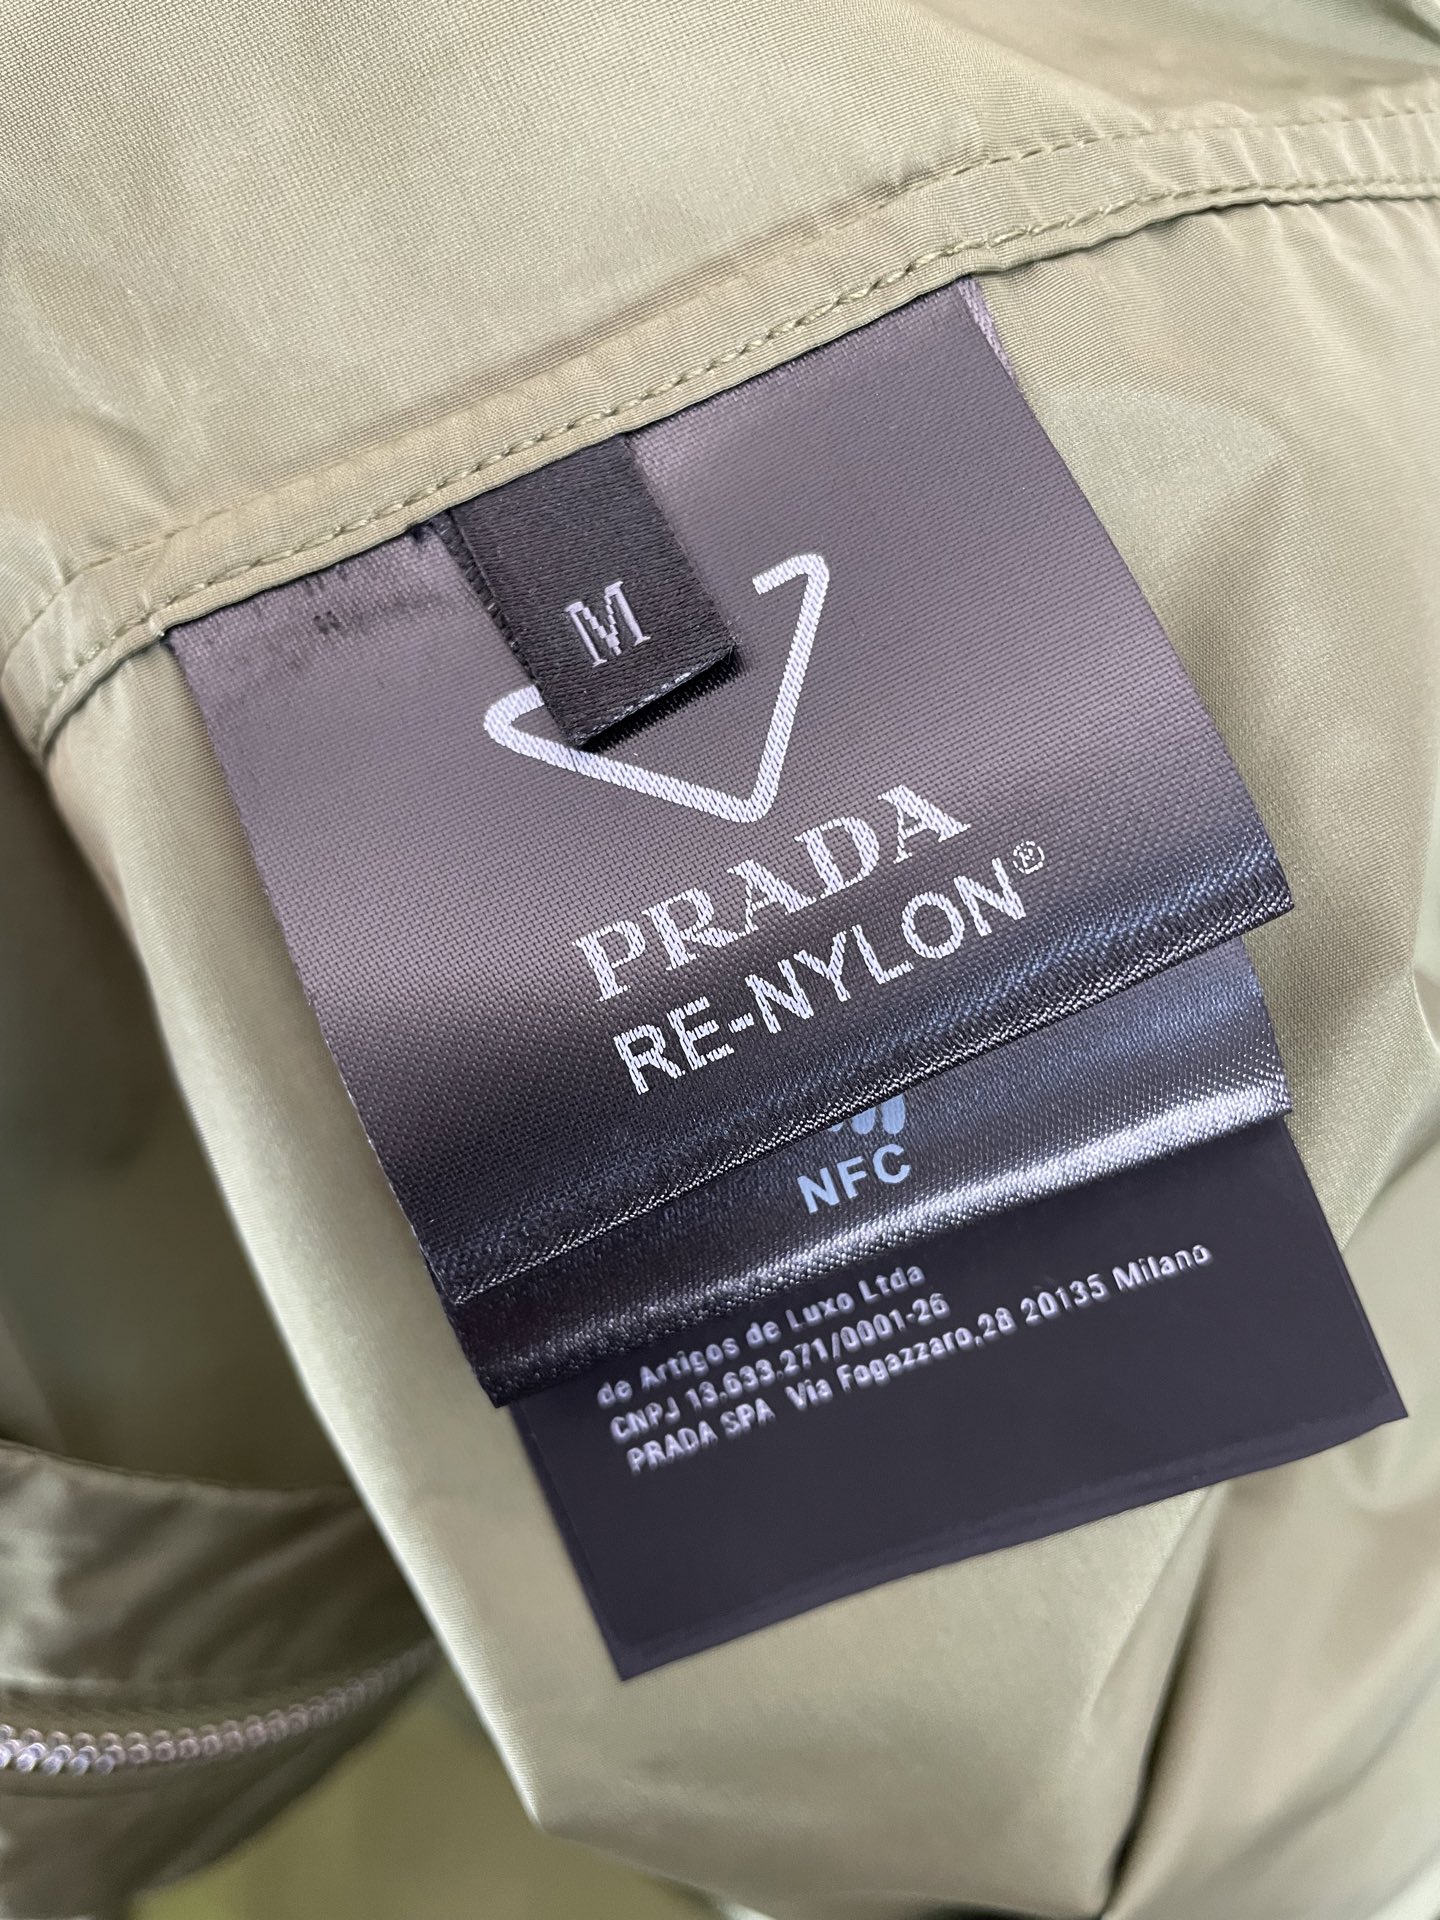 M
PRADA
RE-NYLON®
NFC
de Artigos de Luxo Ltda
CNPJ 13.633.271/0001-26
PRADA SPA Via Fogazzaro,28 20135 Milano